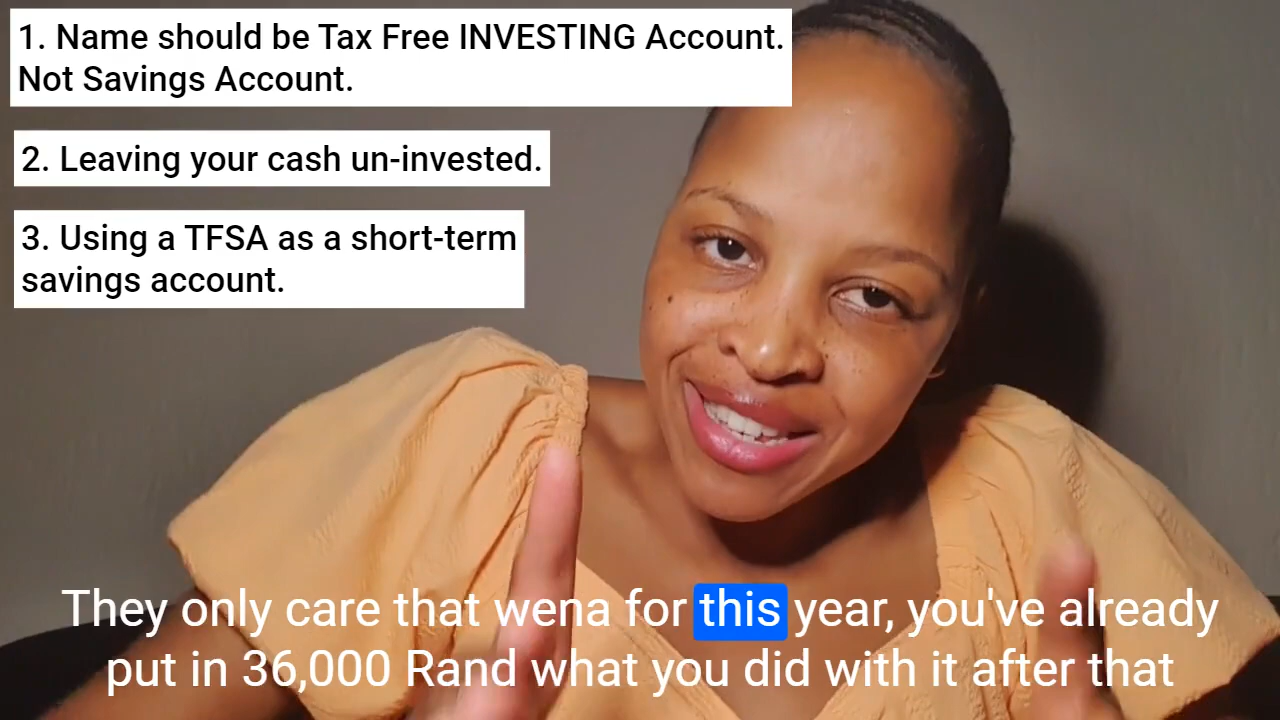 1. Name should be Tax Free INVESTING Account.
Not Savings Account.
2. Leaving your cash un-invested.
3. Using a TFSA as a short-term
savings account.
They only care that wena for this year, you've already
put in 36,000 Rand what you did with it after that